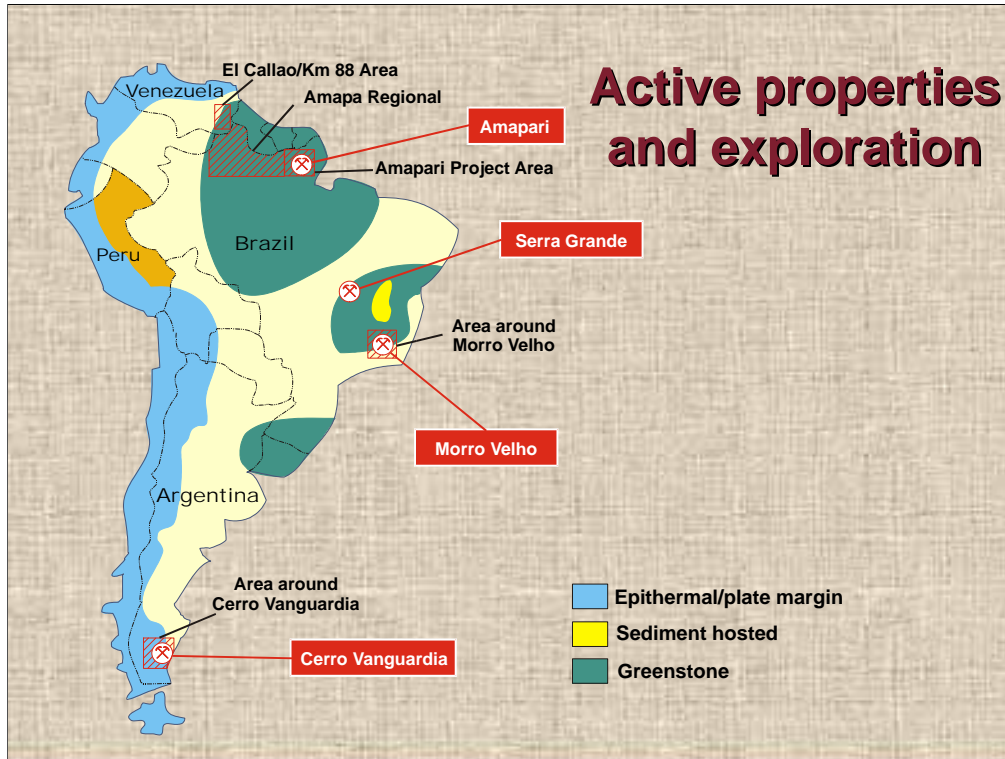 Active properties
and exploration
El Callao/Km 88 Area
Venezuela
Amapa Regional
Amapari
Amapari Project Area
Serra Grande
Brazil
Peru
Area around
Morro Velho
Morro Velho
Argentina
Area around
Cerro Vanguardia
Cerro Vanguardia
Epithermal/plate margin
Sediment hosted
Greenstone